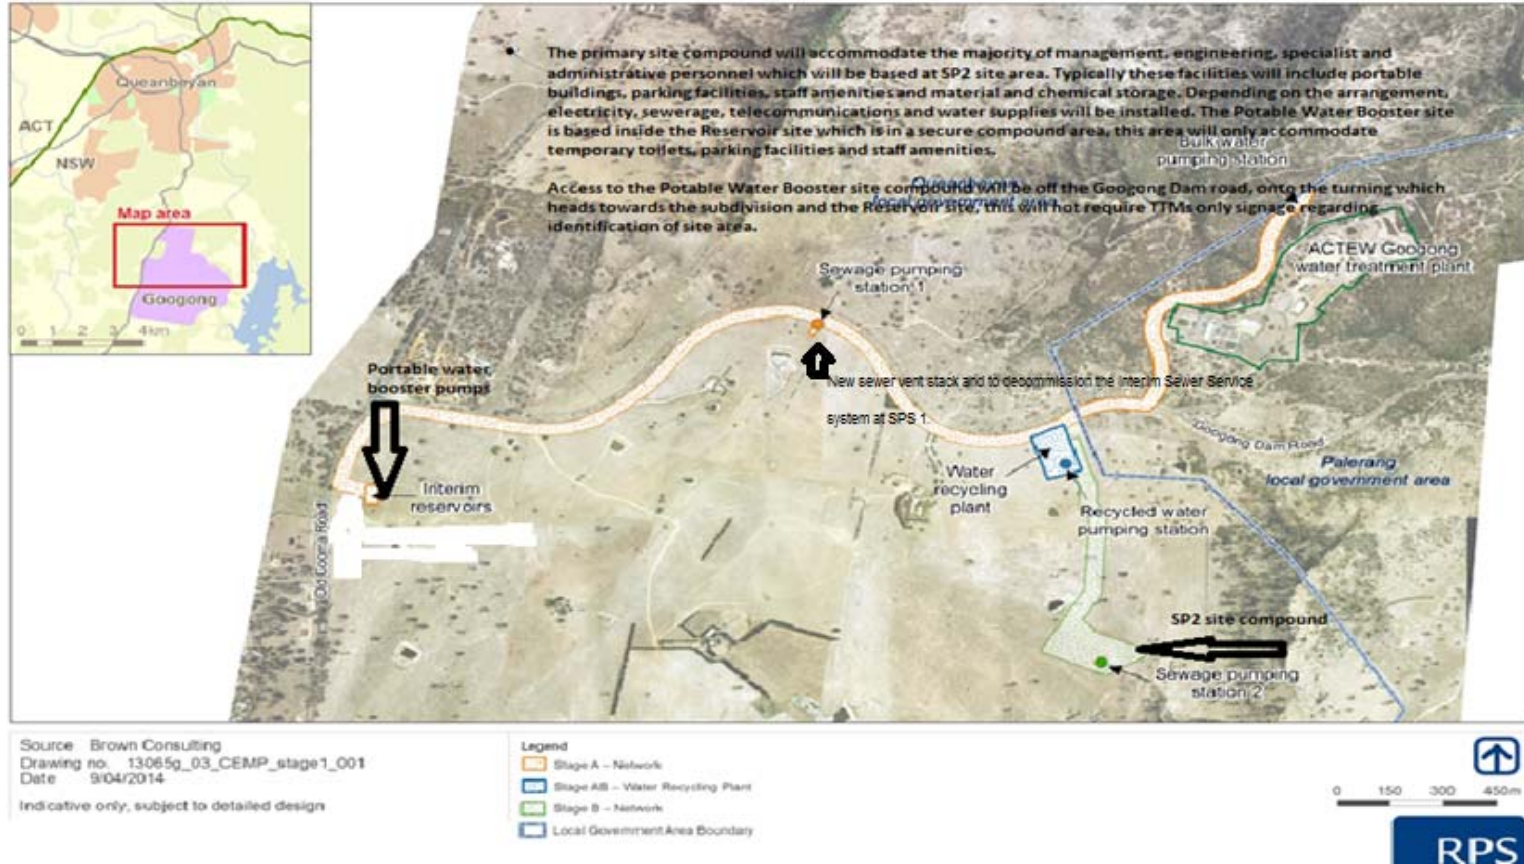 Queanbeyan
ACT
NSW
Map area
Googong
0 1 2 3 4km
• The primary site compound will accommodate the majority of management, engineering, specialist and
administrative personnel which will be based at SP2 site area. Typically these facilities will include portable
buildings, parking facilities, staff amenities and material and chemical storage. Depending on the arrangement,
electricity, sewerage, telecommunications and water supplies will be installed. The Potable Water Booster site
is based inside the Reservoir site which is in a secure compound area, this area will only accommodate
temporary toilets, parking facilities and staff amenities.
Bulk water
pumping station
Access to the Potable Water Booster site compound will be off the Googong Dam road, onto the turning which
heads towards the subdivision and the Reservoir site, this will not require TTMs only signage regarding
identification of site area.
Queanbeyan
local government area
ACTEW Googong
water treatment plant
Sewage pumping
station 1
Portable water
booster pumps
New sewer vent stack and to decommission the Interim Sewer Service
system at SPS 1.
Googong Dam Road
Palerang
local government area
Water
recycling
plant
Interim
reservoirs
Recycled water
pumping station
Old Cooma Road
SP2 site compound
Sewage pumping
station 2
Source Brown Consulting
Drawing no. 13065g_03_CEMP_stage1_001
Date 9/04/2014
Indicative only, subject to detailed design
Legend
Stage A – Network
Stage AB – Water Recycling Plant
Stage B – Network
Local Government Area Boundary
0 150 300 450m
RPS